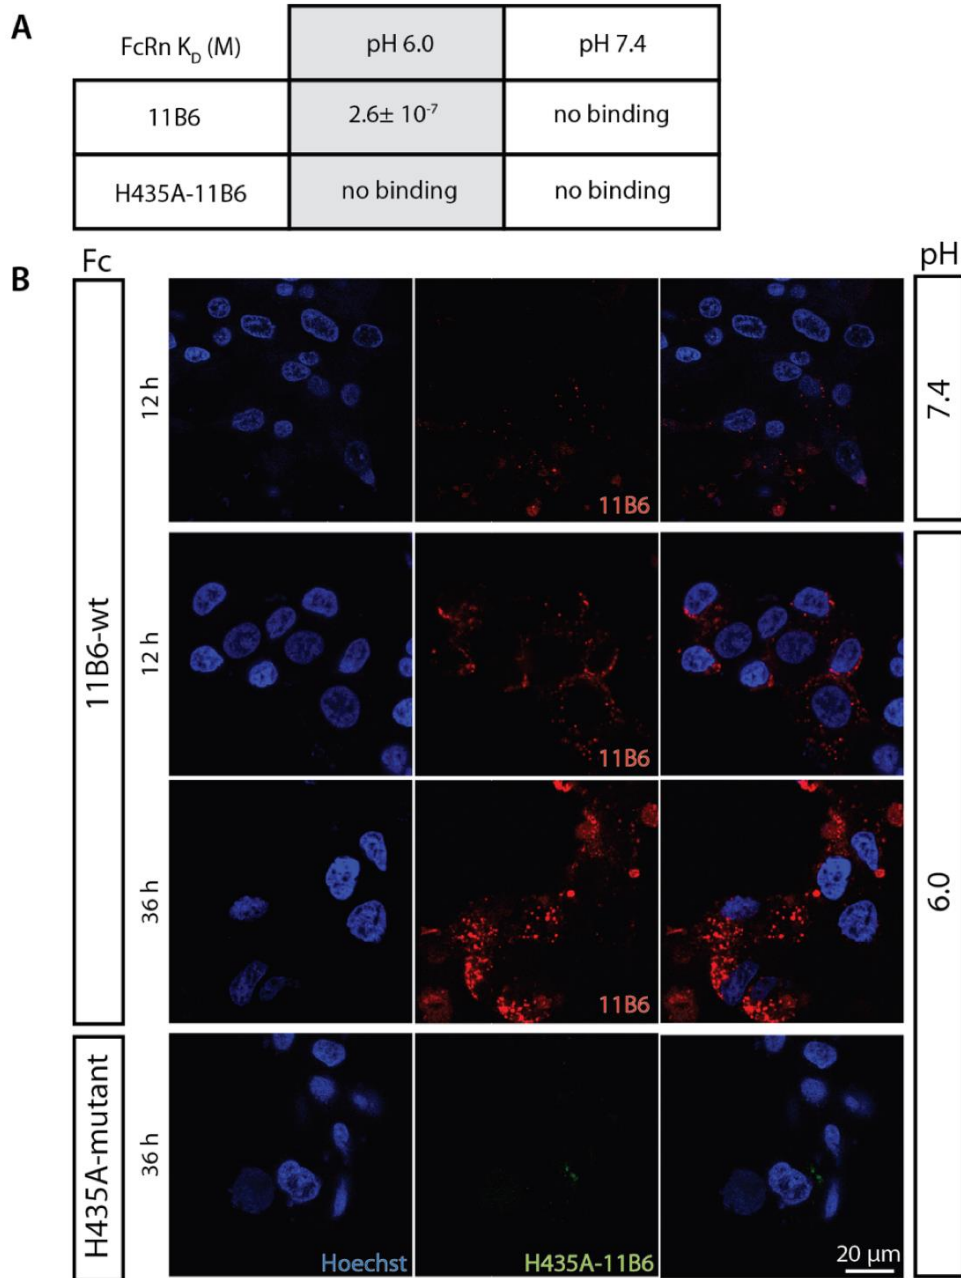 A
FcRn K_D (M) pH 6.0 pH 7.4
11B6 2.6± 10⁻⁷ no binding
H435A-11B6 no binding no binding
B
Fc
pH
11B6-wt
12 h
11B6
7.4
12 h
11B6
36 h
11B6
6.0
H435A-mutant
36 h
Hoechst
H435A-11B6
20 µm